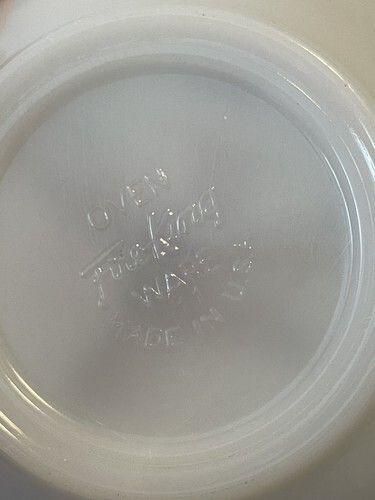 OVEN
Fire-King
WARE
MADE IN U.S.A.